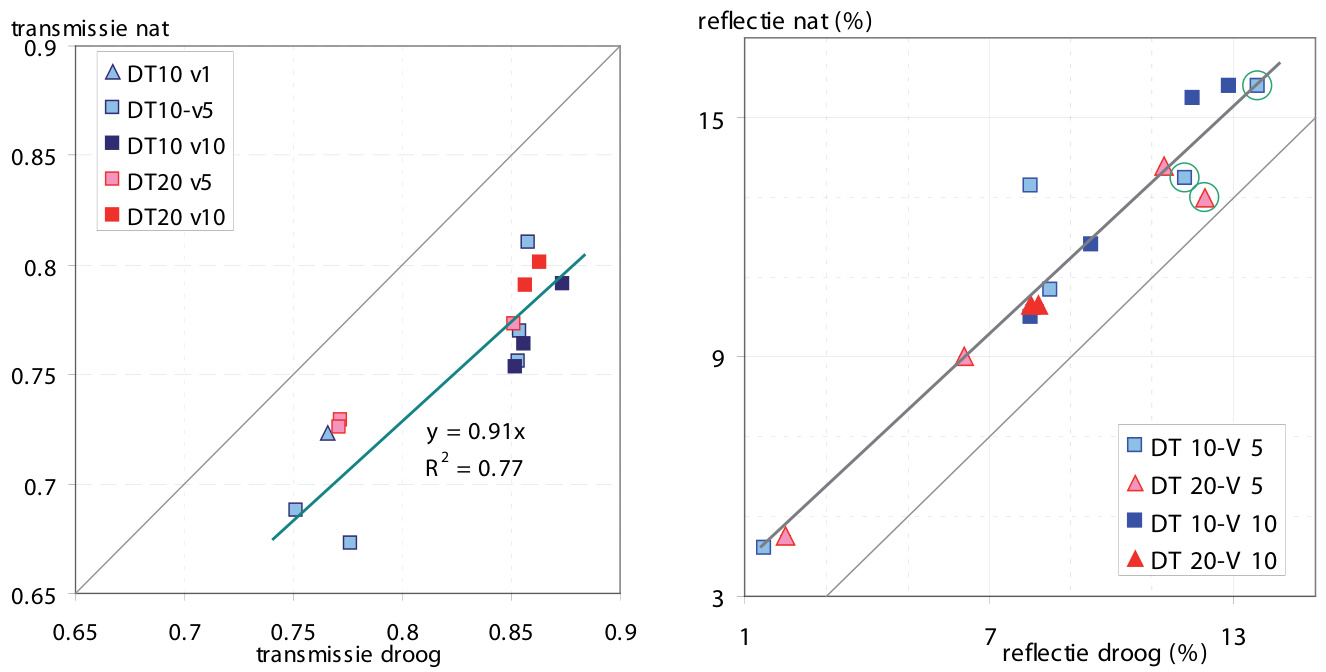 transmissie nat
0.9
0.85
0.8
0.75
0.7
0.65
DT10 v1
DT10-v5
DT10 v10
DT20 v5
DT20 v10
y = 0.91x
R² = 0.77
0.65 0.7 0.75 0.8 0.85 0.9
transmissie droog
reflectie nat (%)
15
9
3
DT 10-V 5
DT 20-V 5
DT 10-V 10
DT 20-V 10
1 7 13
reflectie droog (%)